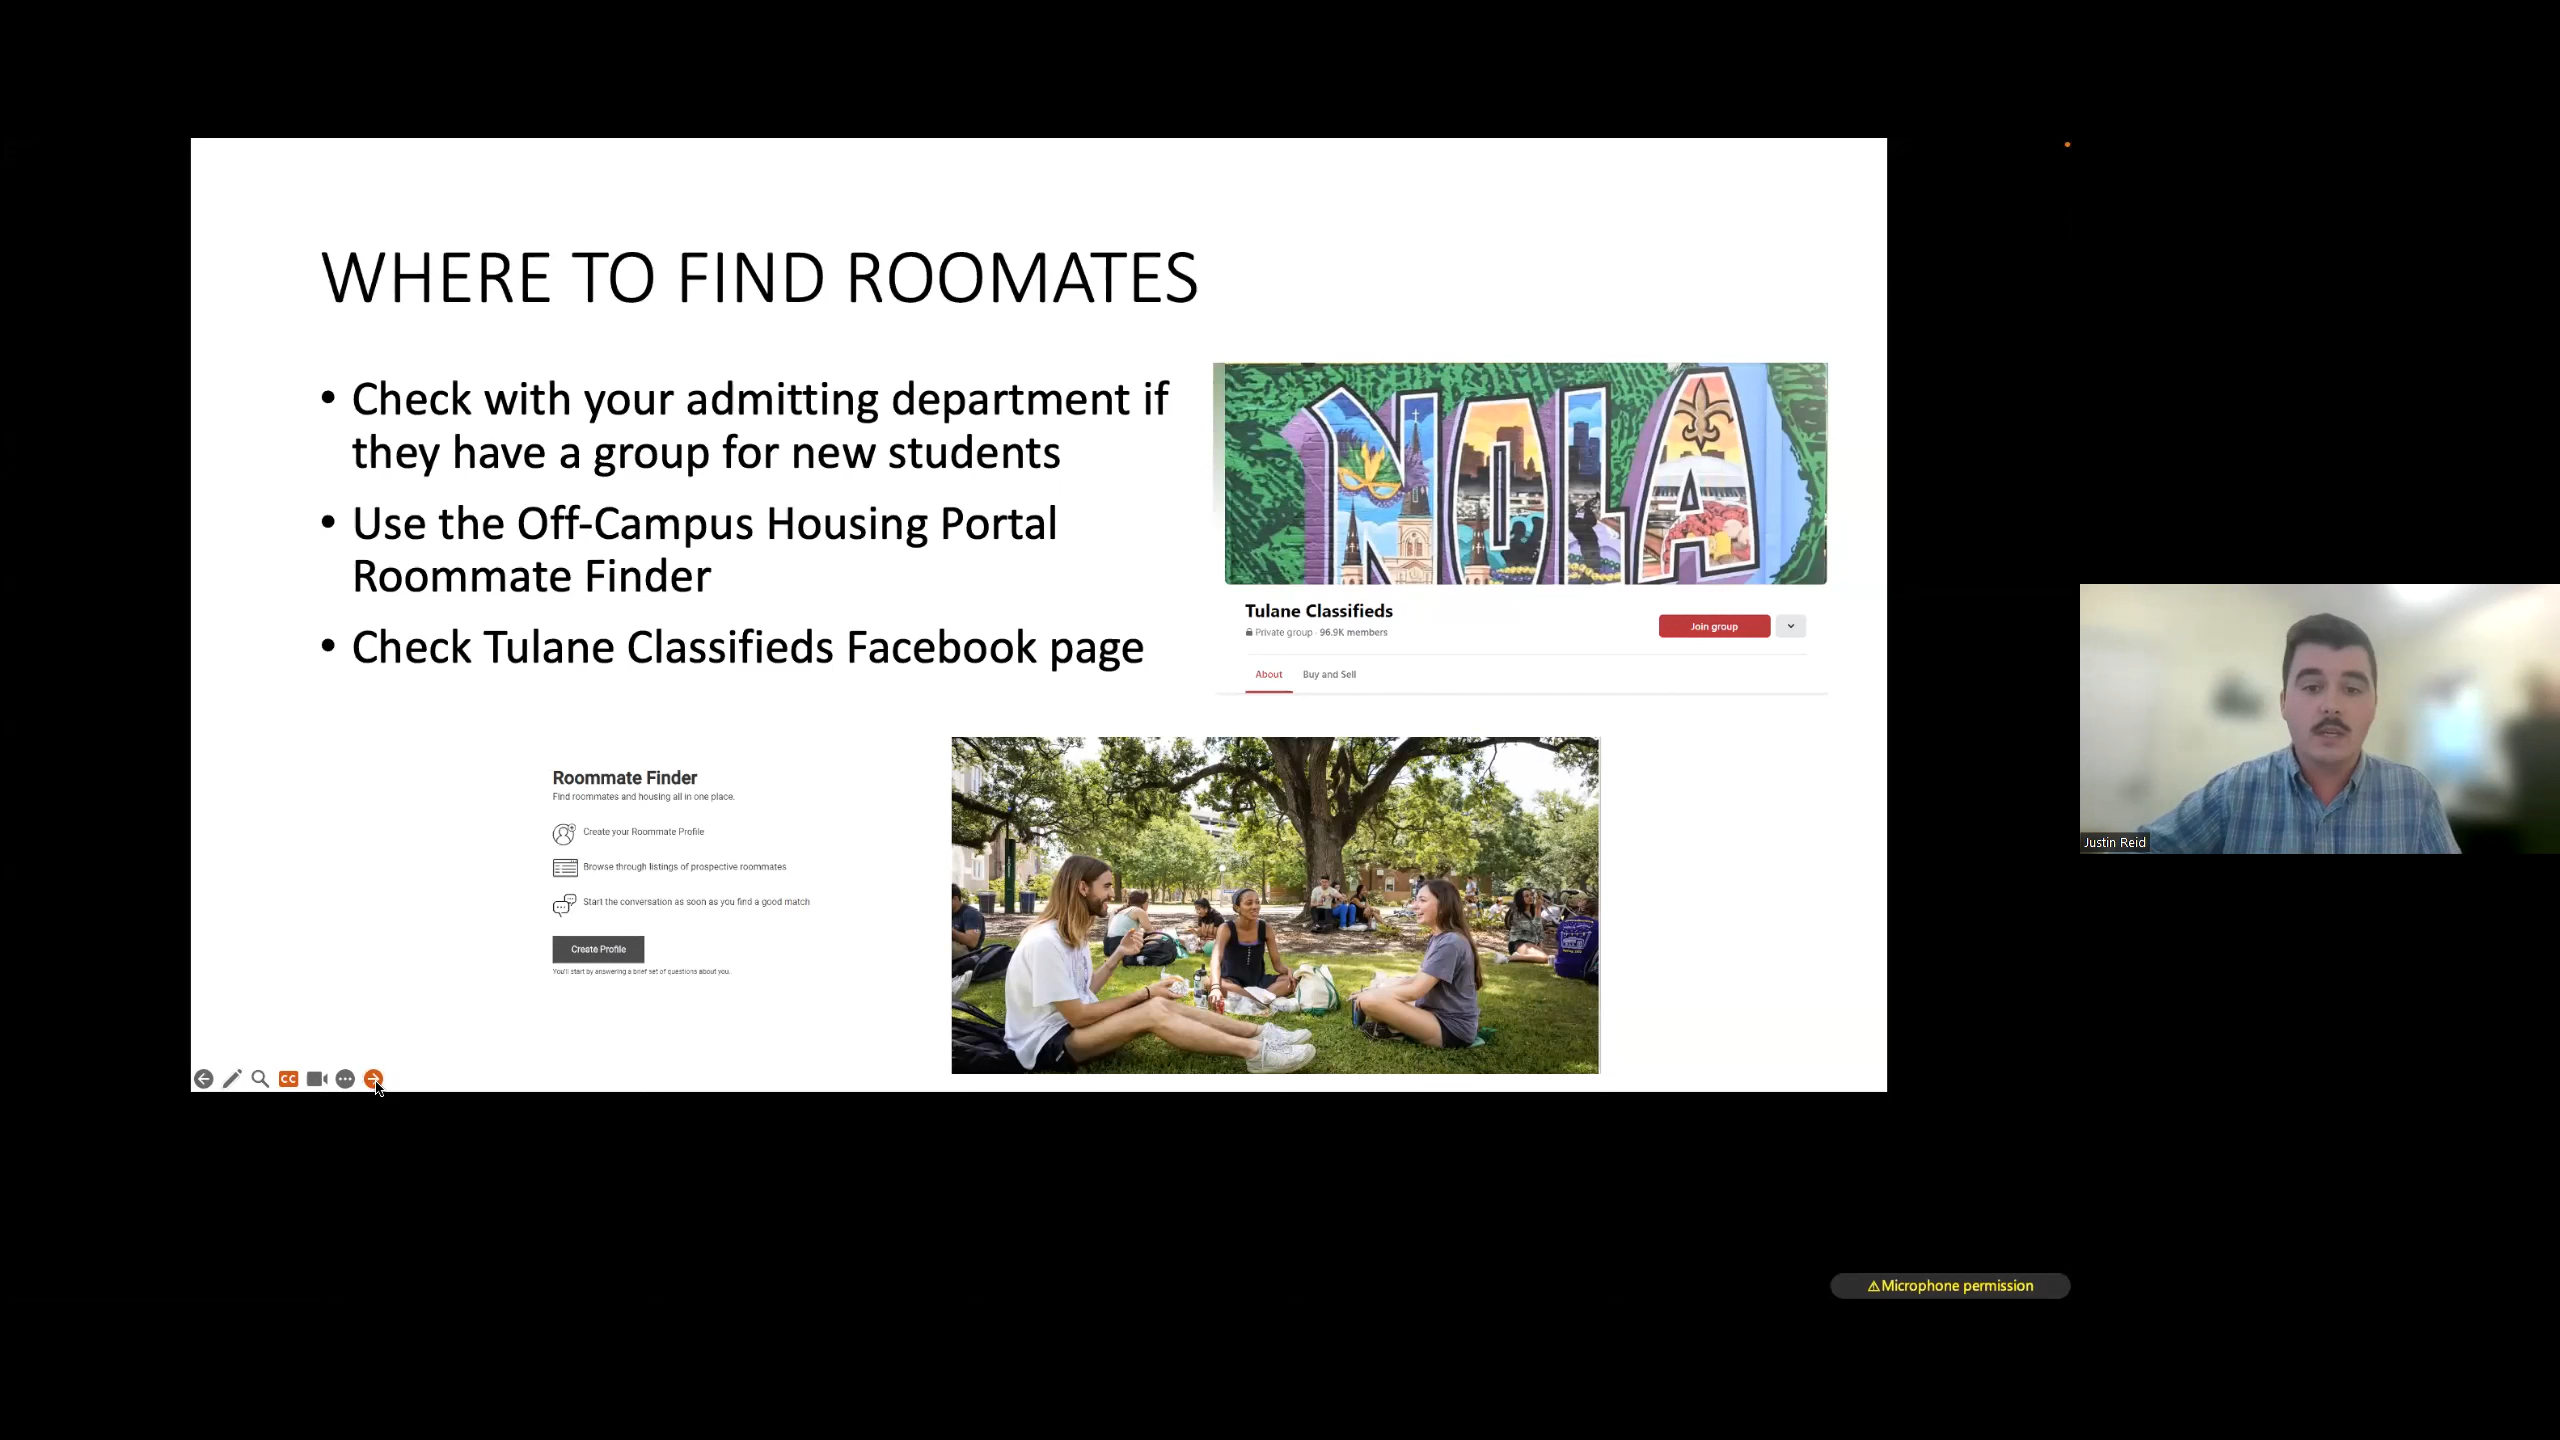 WHERE TO FIND ROOMATES
• Check with your admitting department if
they have a group for new students
• Use the Off-Campus Housing Portal
Roommate Finder
• Check Tulane Classifieds Facebook page
NOLA
Tulane Classifieds
Private group · 96.9K members
Join group
About
Buy and Sell
Roommate Finder
Find roommates and housing all in one place.
Create your Roommate Profile
Browse through listings of prospective roommates
Start the conversation as soon as you find a good match
Create Profile
You'll start by answering a brief set of questions about you.
CC
Justin Reid
⚠Microphone permission